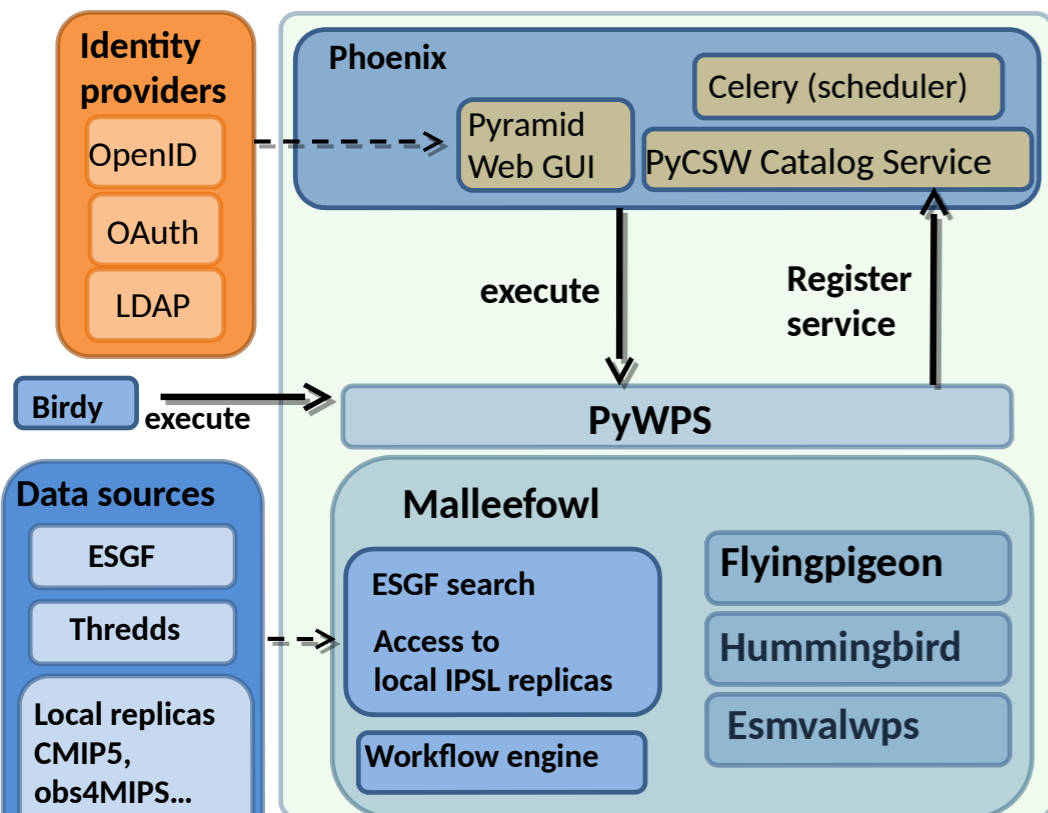 Identity
providers
OpenID
OAuth
LDAP
Phoenix
Celery (scheduler)
Pyramid
Web GUI
PyCSW Catalog Service
execute
Register
service
Birdy
execute
PyWPS
Data sources
ESGF
Thredds
Local replicas
CMIP5,
obs4MIPS...
Malleefowl
ESGF search
Access to
local IPSL replicas
Workflow engine
Flyingpigeon
Hummingbird
Esmvalwps